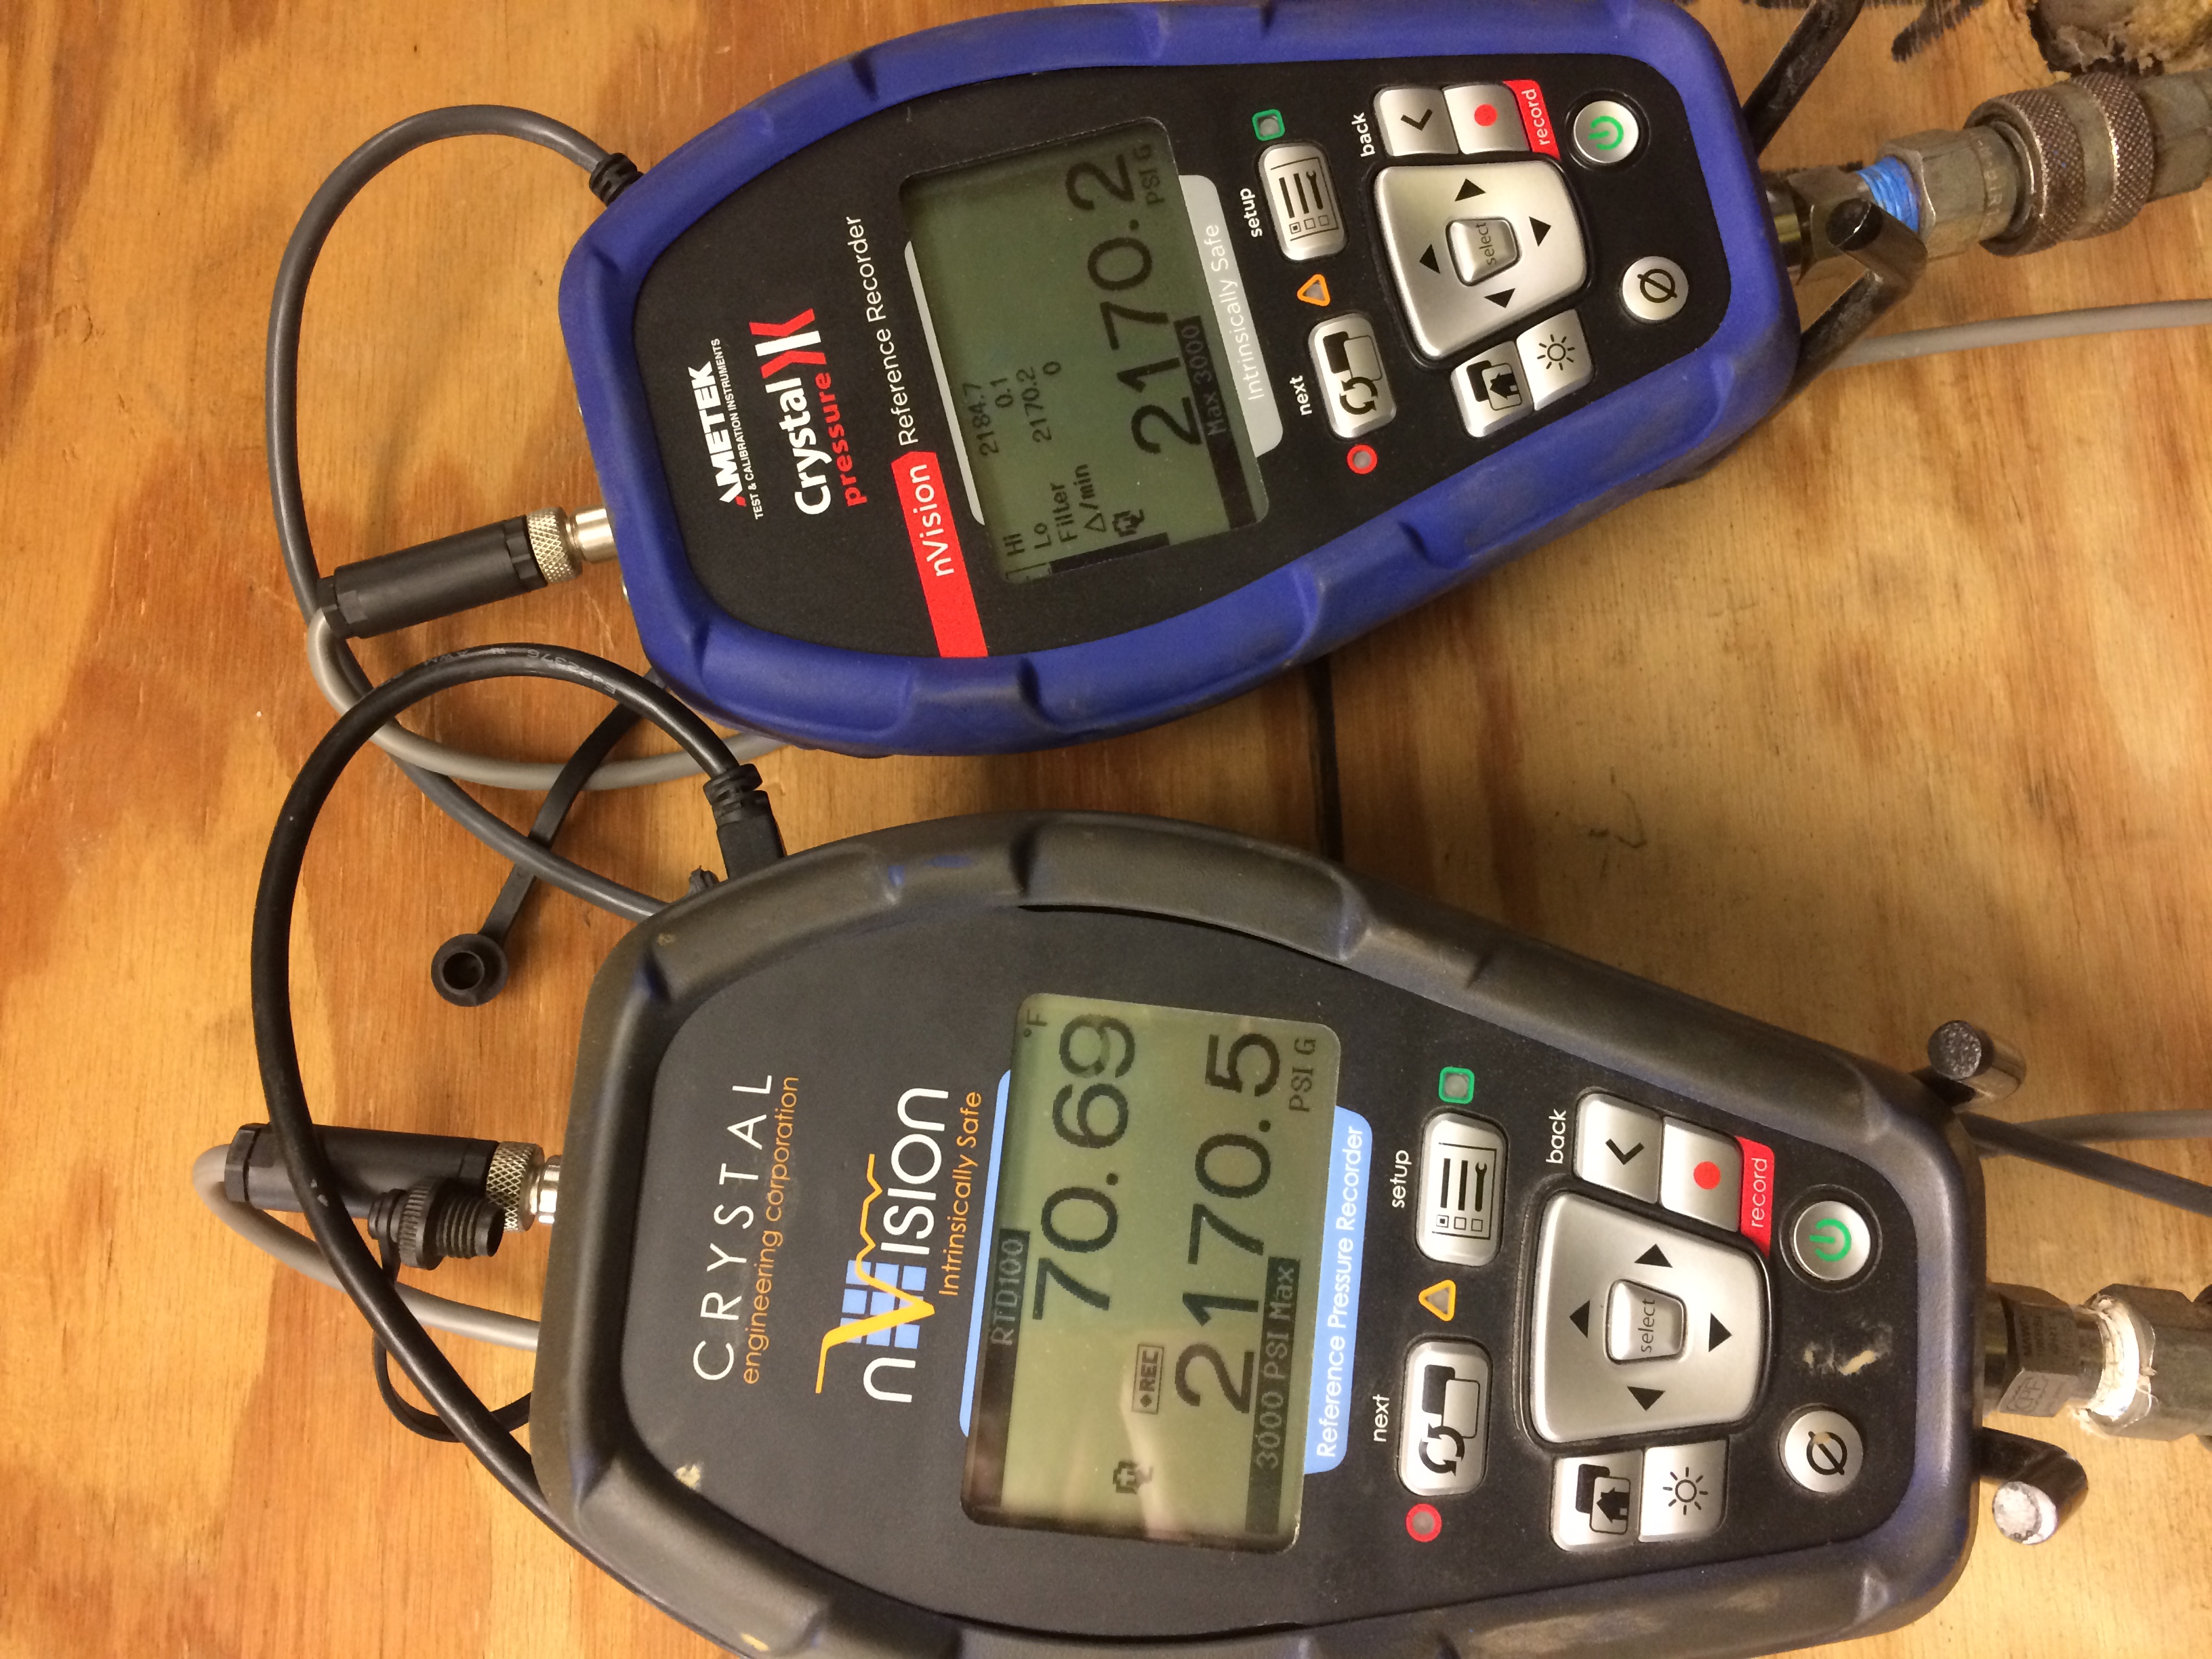 CRYSTAL
engineering corporation
nVISION
Intrinsically Safe
RTD100
°F
70.69
REC
2170.5
3000 PSI Max
PSI G
Reference Pressure Recorder
next
setup
back
select
record
AMETEK
TEST & CALIBRATION INSTRUMENTS
Crystal
pressure
nVision Reference Recorder
Hi 2184.7
Lo 0.1
Filter 2170.2
Δ/min 0
2170.2
PSI G
Max 3000
Intrinsically Safe
next
setup
back
select
record